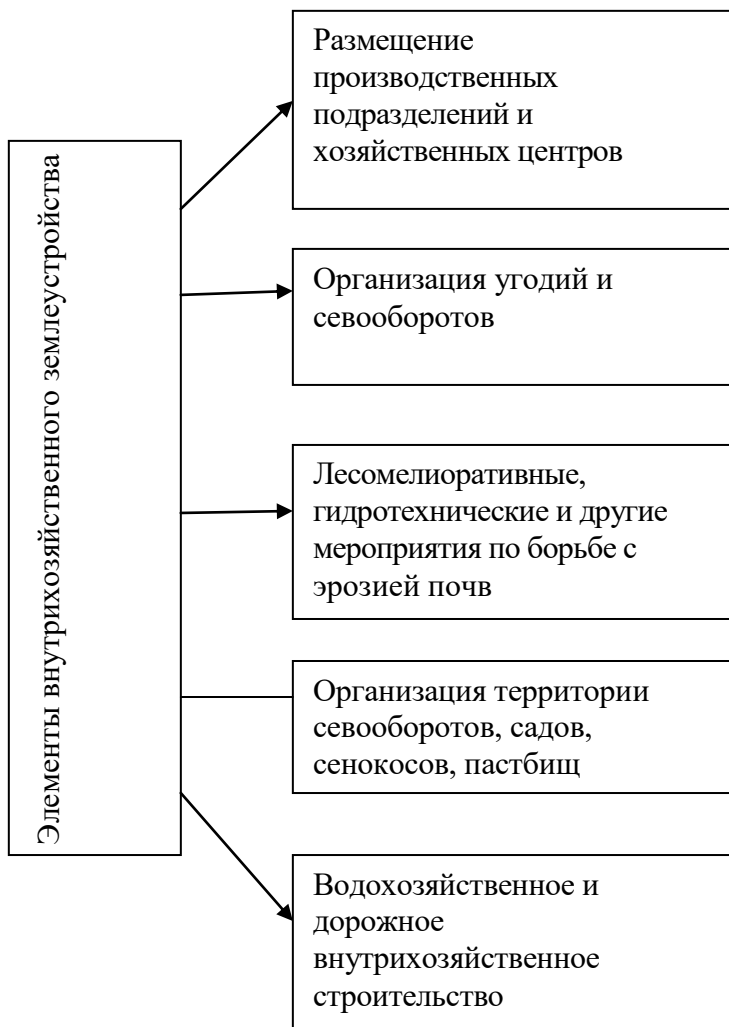 Элементы внутрихозяйственного землеустройства
Размещение
производственных
подразделений и
хозяйственных центров
Организация угодий и
севооборотов
Лесомелиоративные,
гидротехнические и другие
мероприятия по борьбе с
эрозией почв
Организация территории
севооборотов, садов,
сенокосов, пастбищ
Водохозяйственное и
дорожное
внутрихозяйственное
строительство